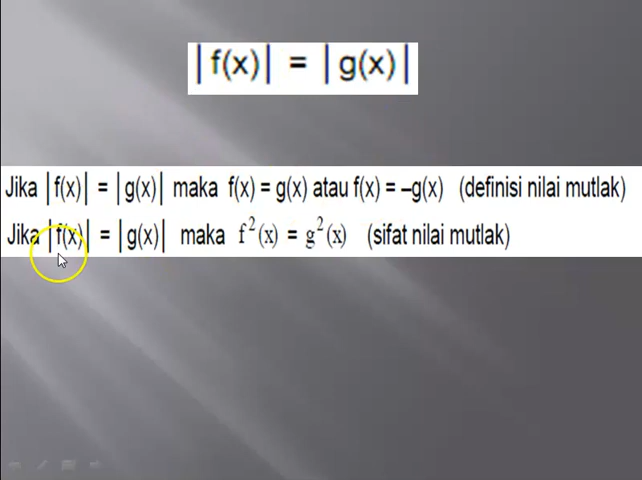 |f(x)| = |g(x)|
Jika |f(x)| = |g(x)| maka f(x) = g(x) atau f(x) = –g(x) (definisi nilai mutlak)
Jika |f(x)| = |g(x)| maka f²(x) = g²(x) (sifat nilai mutlak)